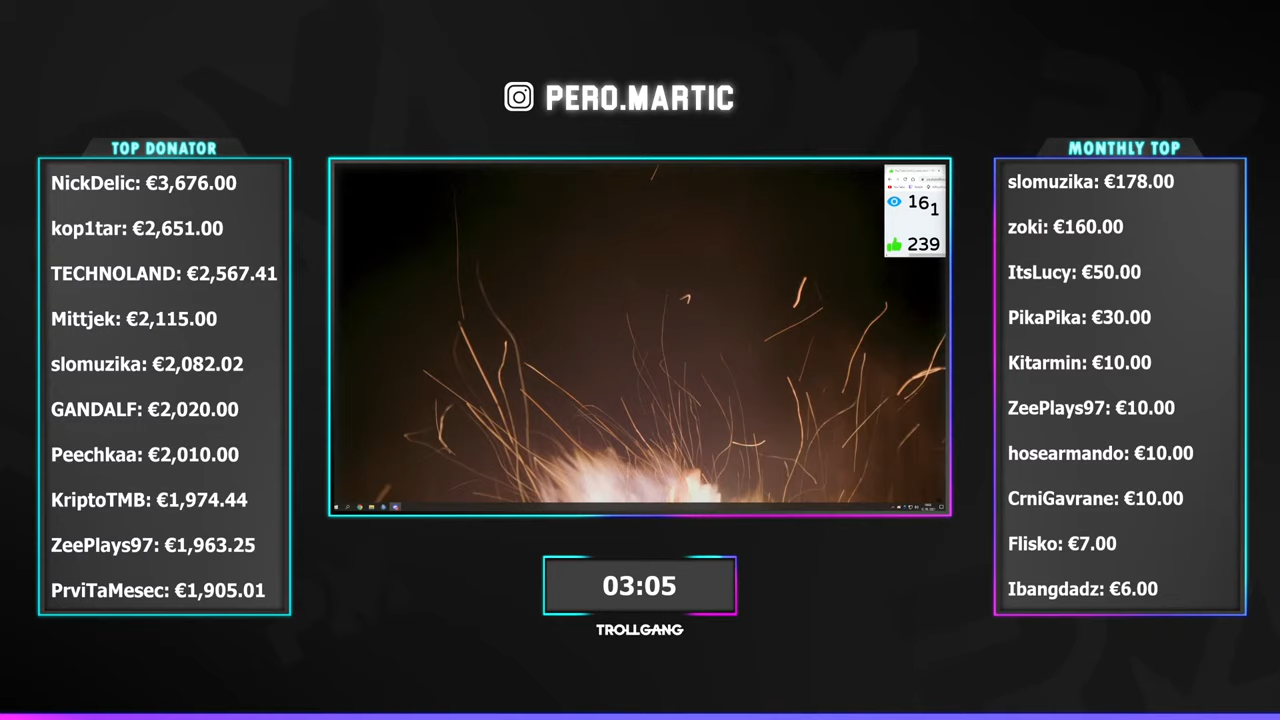 PERO.MARTIC
TOP DONATOR
NickDelic: €3,676.00
kop1tar: €2,651.00
TECHNOLAND: €2,567.41
Mittjek: €2,115.00
slomuzika: €2,082.02
GANDALF: €2,020.00
Peechkaa: €2,010.00
KriptoTMB: €1,974.44
ZeePlays97: €1,963.25
PrviTaMesec: €1,905.01
161
239
03:05
TROLLGANG
MONTHLY TOP
slomuzika: €178.00
zoki: €160.00
ItsLucy: €50.00
PikaPika: €30.00
Kitarmin: €10.00
ZeePlays97: €10.00
hosearmando: €10.00
CrniGavrane: €10.00
Flisko: €7.00
Ibangdadz: €6.00